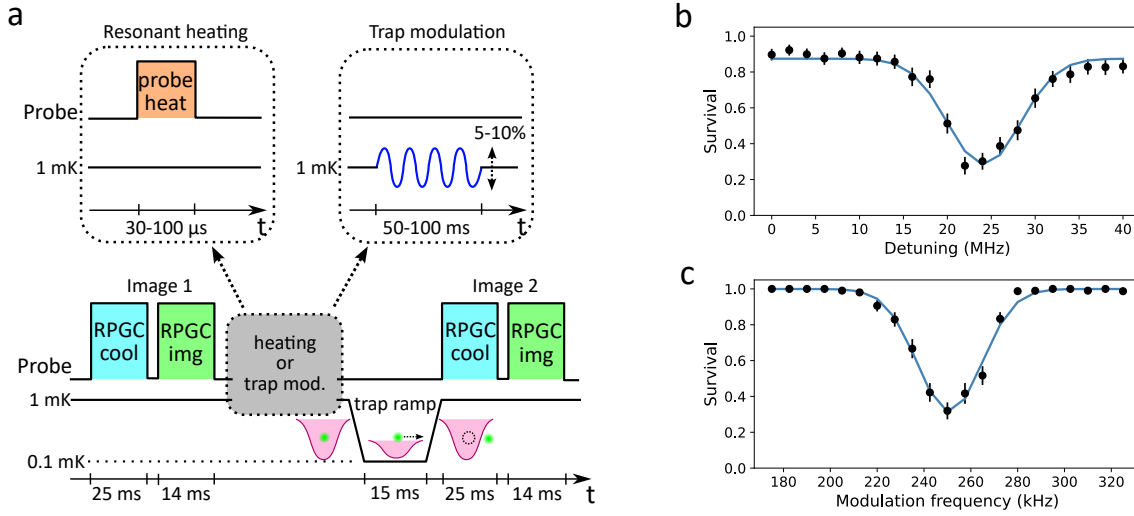 a
Resonant heating
Trap modulation
probe
heat
Probe
1 mK
30-100 µs
t
5-10%
1 mK
50-100 ms
t
Image 1
Image 2
RPGC
cool
RPGC
img
heating
or
trap mod.
RPGC
cool
RPGC
img
Probe
1 mK
trap ramp
0.1 mK
25 ms
14 ms
15 ms
25 ms
14 ms
t
b
Survival
1.0
0.8
0.6
0.4
0.2
0.0
0 5 10 15 20 25 30 35 40
Detuning (MHz)
c
Survival
1.0
0.8
0.6
0.4
0.2
0.0
180 200 220 240 260 280 300 320
Modulation frequency (kHz)